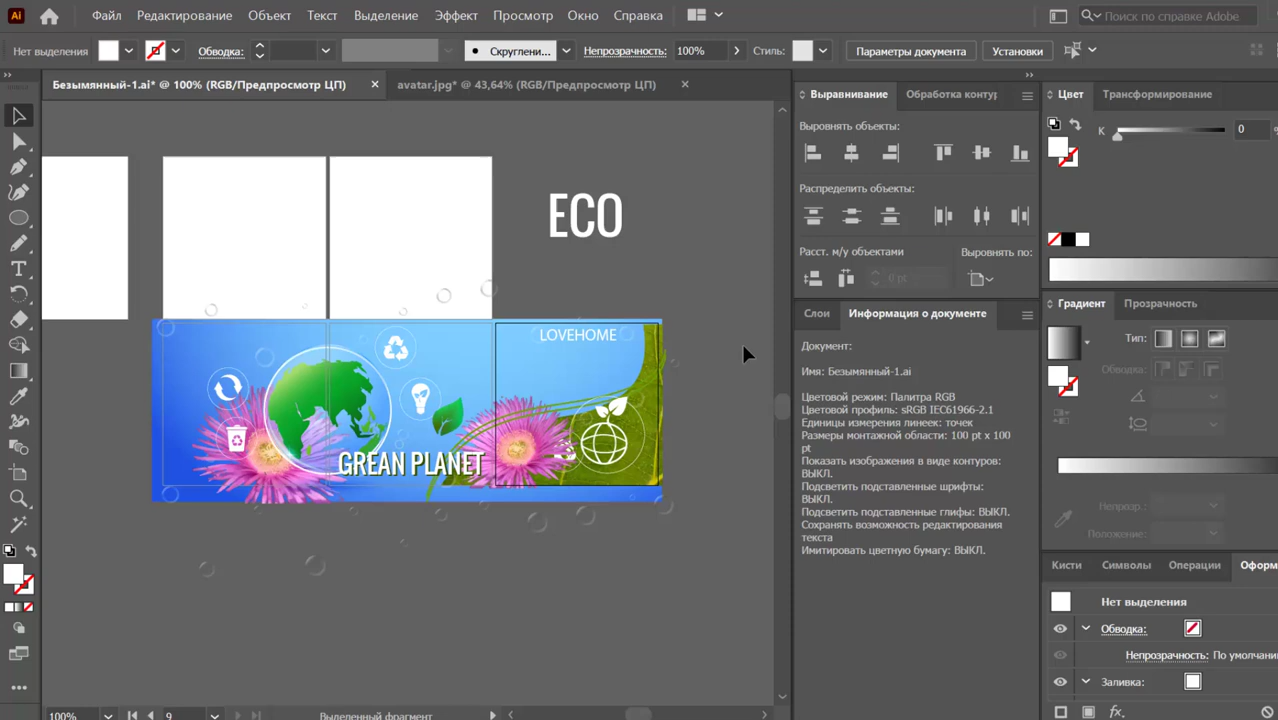 Ai Файл Редактирование Объект Текст Выделение Эффект Просмотр Окно Справка Поиск по справке Adobe
Нет выделения Обводка: Скруглени... Непрозрачность: 100% Стиль: Параметры документа Установки
Безымянный-1.ai* @ 100% (RGB/Предпросмотр ЦП)
avatar.jpg* @ 43,64% (RGB/Предпросмотр ЦП)
Выравнивание Обработка контур
Выровнять объекты:
Распределить объекты:
Расст. м/у объектами
Выровнять по:
0 pt
Слои Информация о документе
Документ:
Имя: Безымянный-1.ai
Цветовой режим: Палитра RGB
Цветовой профиль: sRGB IEC61966-2.1
Единицы измерения линеек: точек
Размеры монтажной области: 100 pt x 100
pt
Показать изображения в виде контуров:
ВЫКЛ.
Подсветить подставленные шрифты:
ВЫКЛ.
Подсветить подставленные глифы: ВЫКЛ.
Сохранять возможность редактирования
текста
Имитировать цветную бумагу: ВЫКЛ.
Цвет Трансформирование
K 0 %
Градиент Прозрачность
Тип:
Обводка:
Непрозр.:
Положение:
Кисти Символы Операции Оформ
Нет выделения
Обводка:
Непрозрачность: По умолчани
Заливка:
fx.
ECO
LOVEHOME
GREAN PLANET
100% 9 Выделенный фрагмент